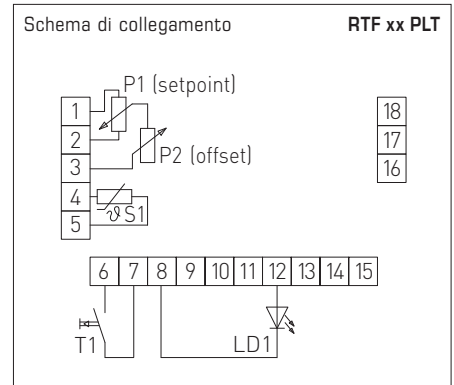 Schema di collegamento RTF xx PLT
P1 (setpoint)
1
2
3
4
5
P2 (offset)
ϑ S1
18
17
16
6 7 8 9 10 11 12 13 14 15
T1
LD1